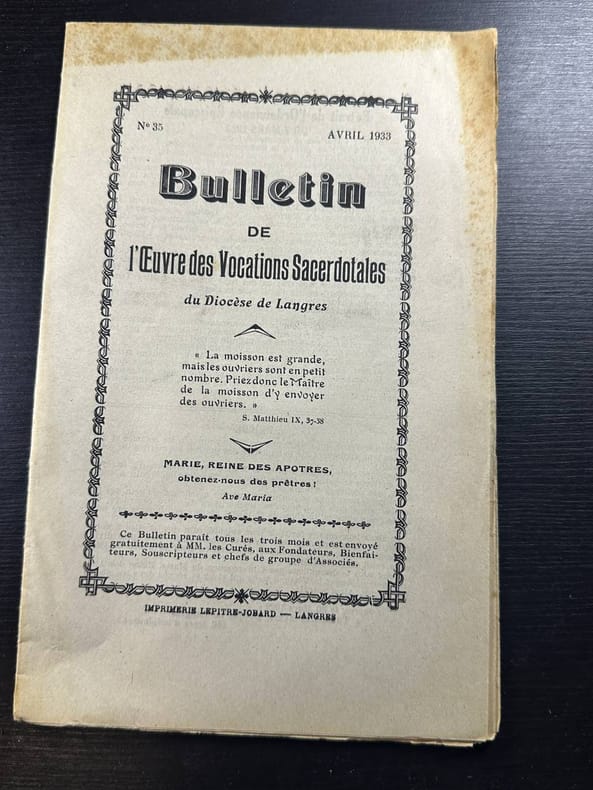 N° 35
AVRIL 1933
Bulletin
DE
l'Œuvre des Vocations Sacerdotales
du Diocèse de Langres
« La moisson est grande,
mais les ouvriers sont en petit
nombre. Priez donc le Maître
de la moisson d'y envoyer
des ouvriers. »
S. Matthieu IX, 37-38
MARIE, REINE DES APOTRES,
obtenez-nous des prêtres !
Ave Maria
Ce Bulletin paraît tous les trois mois et est envoyé
gratuitement à MM. les Curés, aux Fondateurs, Bienfai-
teurs, Souscripteurs et chefs de groupe d'Associés.
IMPRIMERIE LEPITRE-JOBARD — LANGRES